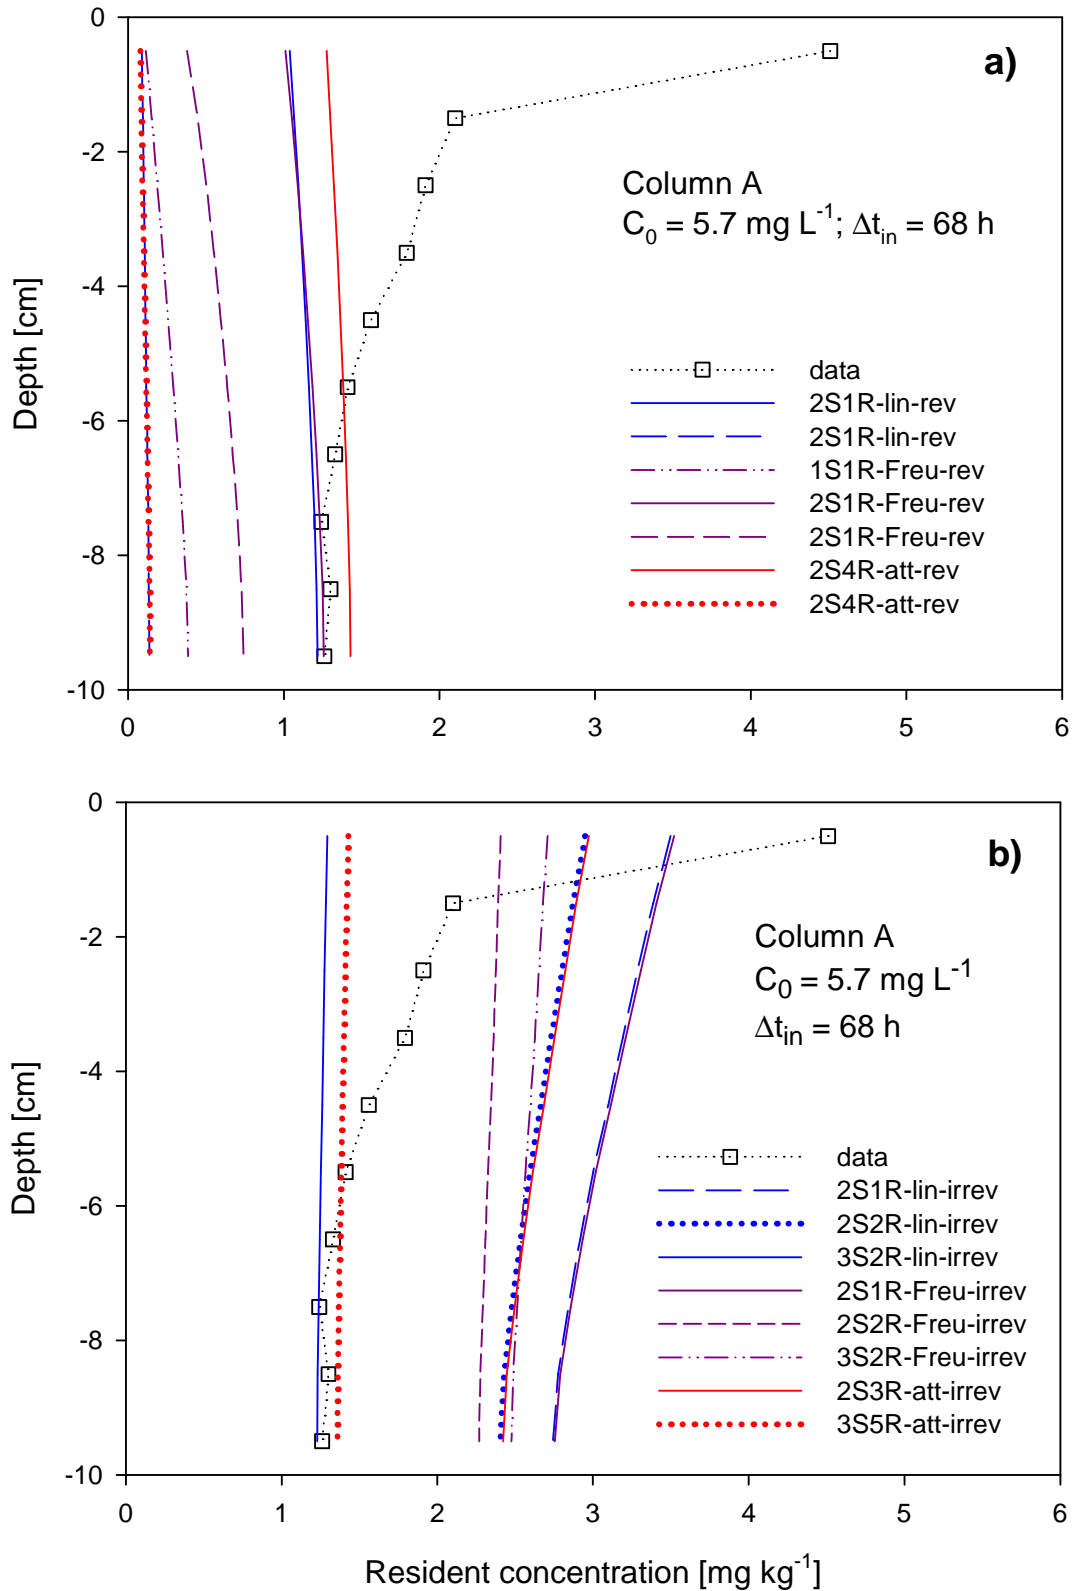 0
a)
-2
Column A
C₀ = 5.7 mg L⁻¹; Δtᵢₙ = 68 h
-4
Depth [cm]
data
2S1R-lin-rev
2S1R-lin-rev
-6
1S1R-Freu-rev
2S1R-Freu-rev
2S1R-Freu-rev
-8
2S4R-att-rev
2S4R-att-rev
-10
0 1 2 3 4 5 6
0
b)
-2
Column A
C₀ = 5.7 mg L⁻¹
Δtᵢₙ = 68 h
-4
Depth [cm]
data
2S1R-lin-irrev
-6
2S2R-lin-irrev
3S2R-lin-irrev
2S1R-Freu-irrev
-8
2S2R-Freu-irrev
3S2R-Freu-irrev
2S3R-att-irrev
3S5R-att-irrev
-10
0 1 2 3 4 5 6
Resident concentration [mg kg⁻¹]